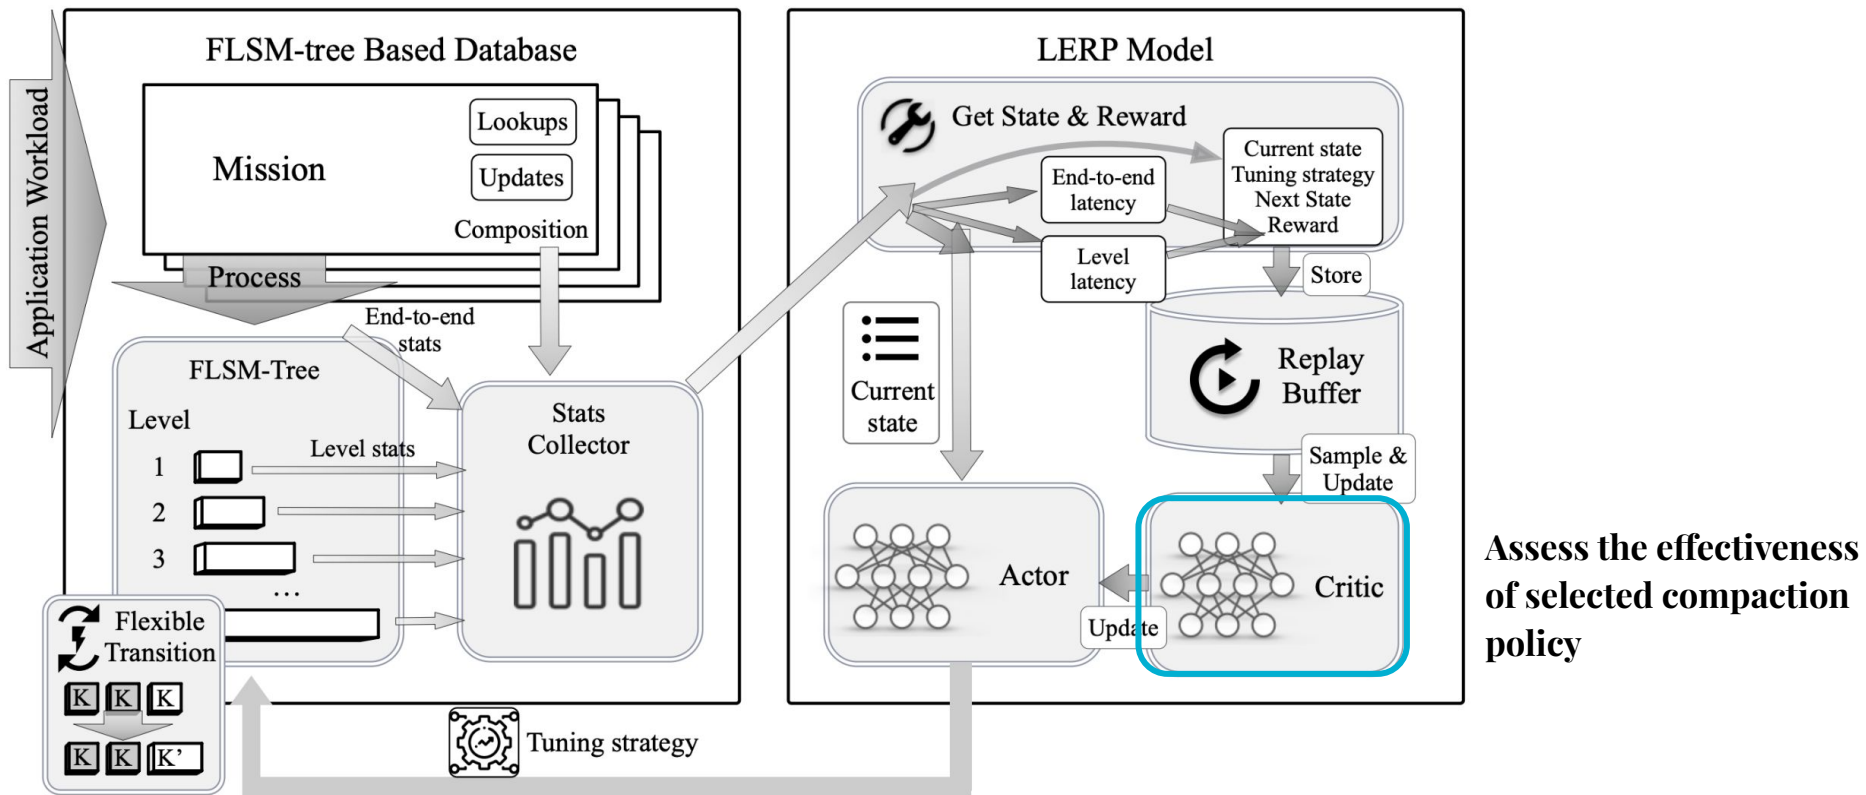 FLSM-tree Based Database
Application Workload
Mission
Lookups
Updates
Composition
Process
End-to-end
stats
FLSM-Tree
Level
1
2
3
...
Level stats
Stats
Collector
Flexible
Transition
K K K
K K K’
Tuning strategy
LERP Model
Get State & Reward
End-to-end
latency
Level
latency
Current state
Tuning strategy
Next State
Reward
Store
Current
state
Replay
Buffer
Sample &
Update
Actor
Update
Critic
Assess the effectiveness
of selected compaction
policy